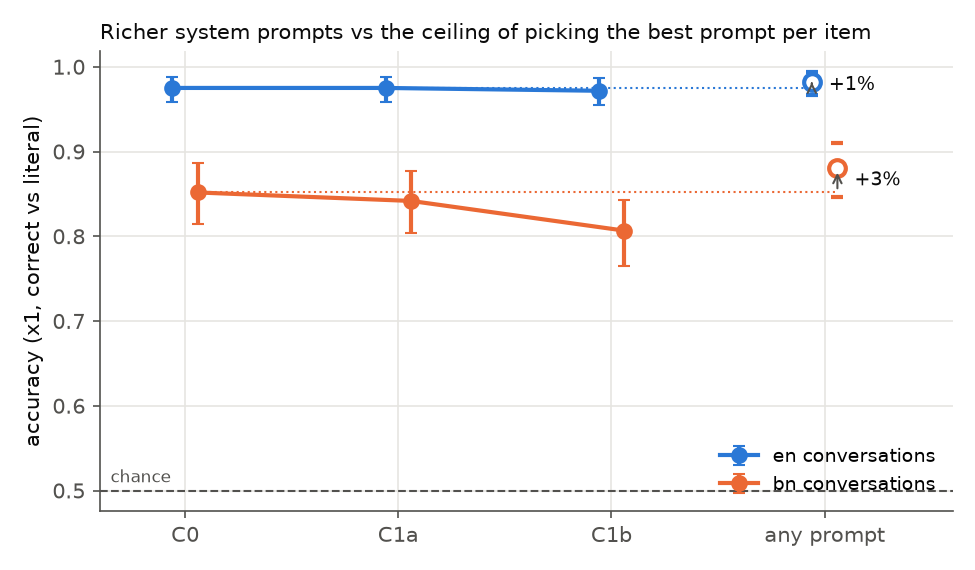 Richer system prompts vs the ceiling of picking the best prompt per item
accuracy (x1, correct vs literal)
1.0
0.9
0.8
0.7
0.6
0.5
+1%
+3%
chance
en conversations
bn conversations
C0
C1a
C1b
any prompt